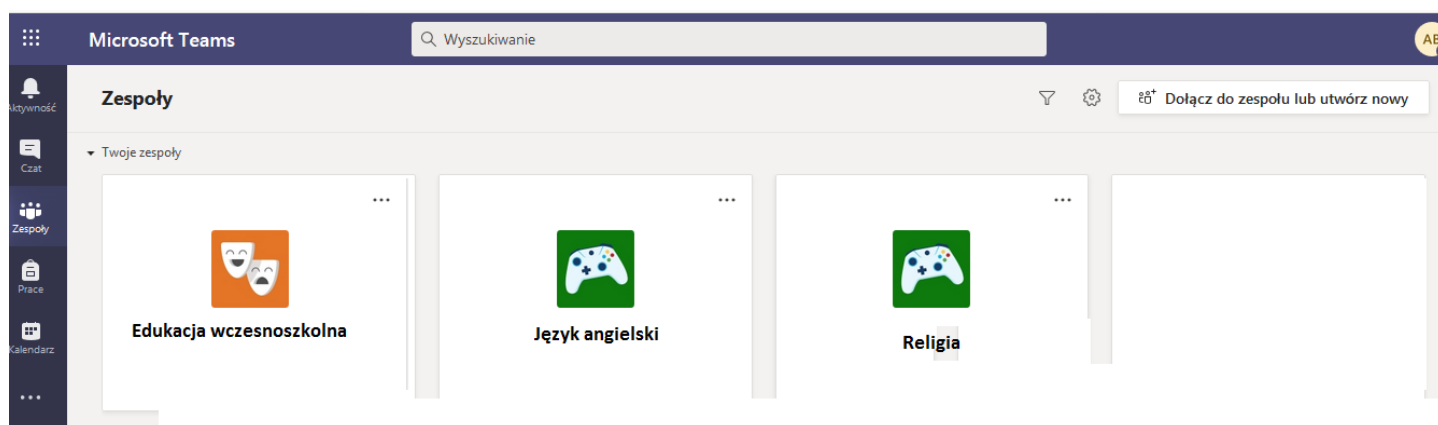 Microsoft Teams
Wyszukiwanie
AB
Aktywność
Zespoły
Dołącz do zespołu lub utwórz nowy
Czat
Twoje zespoły
Zespoły
Prace
Kalendarz
Edukacja wczesnoszkolna
Język angielski
Religia